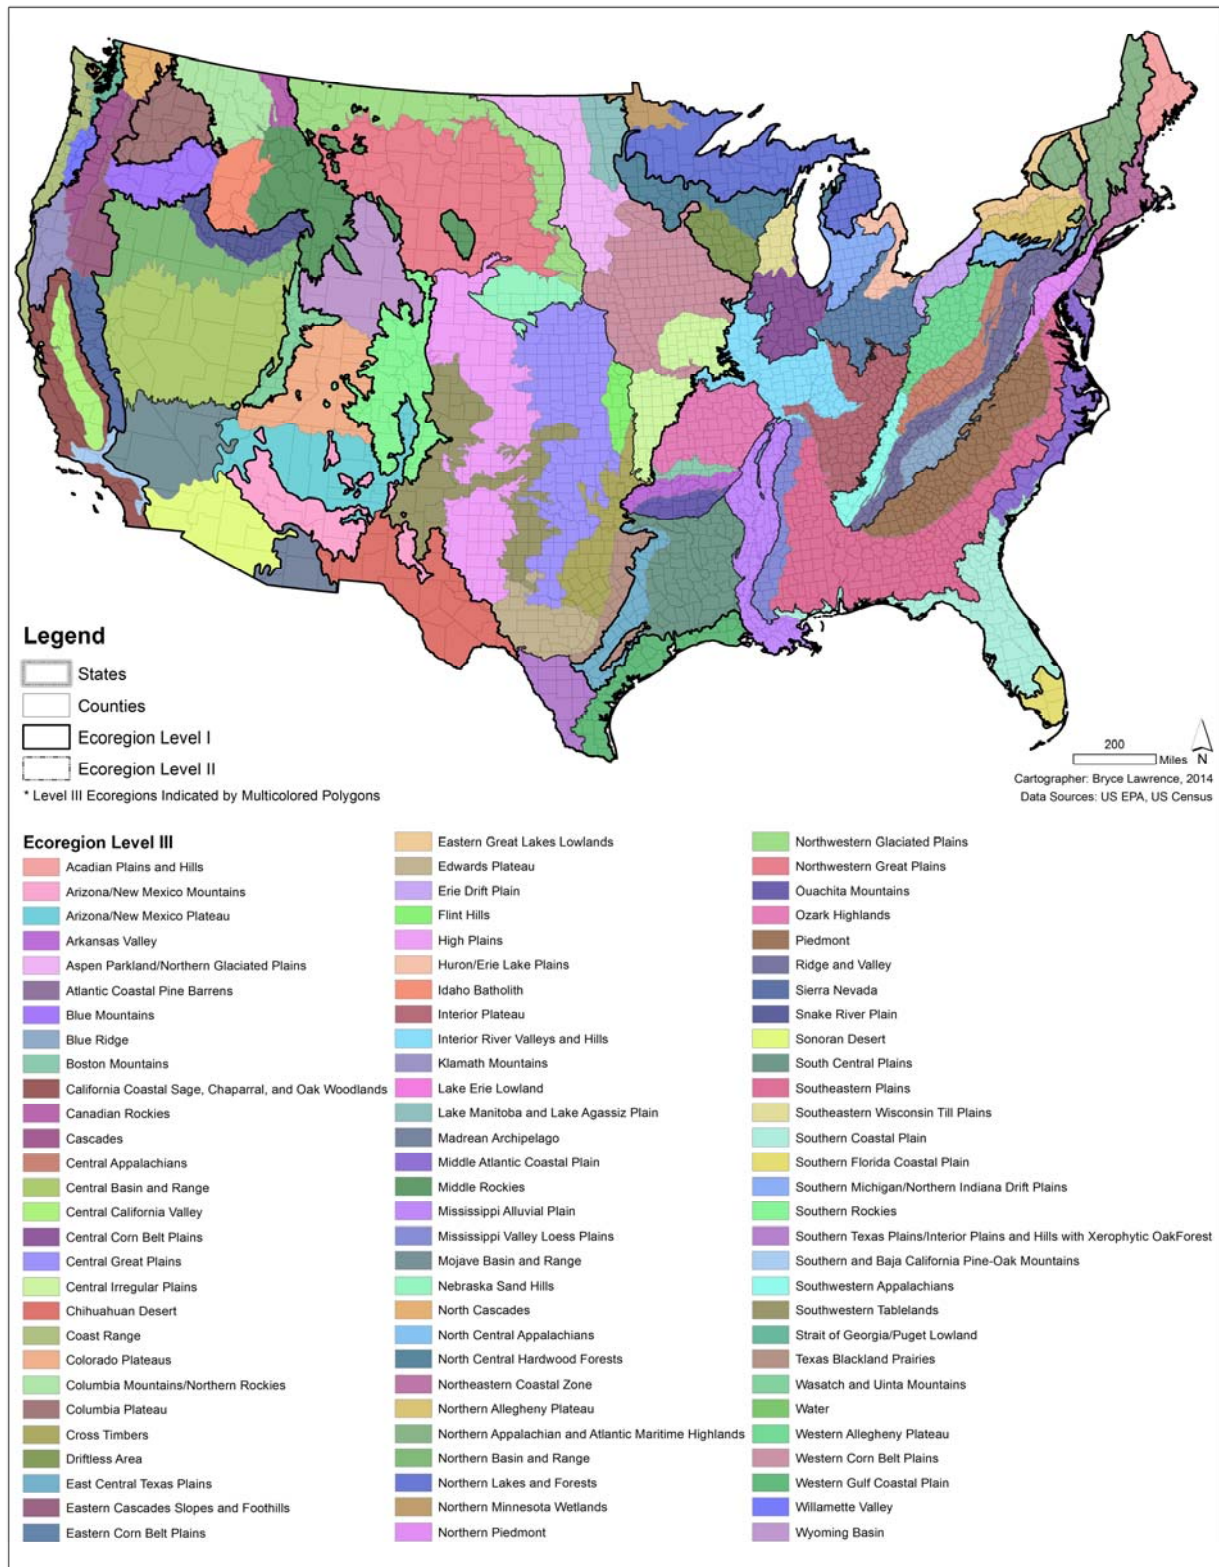 Legend
States
Counties
Ecoregion Level I
Ecoregion Level II
* Level III Ecoregions Indicated by Multicolored Polygons
200
Miles
N
Cartographer: Bryce Lawrence, 2014
Data Sources: US EPA, US Census
Ecoregion Level III
Acadian Plains and Hills
Arizona/New Mexico Mountains
Arizona/New Mexico Plateau
Arkansas Valley
Aspen Parkland/Northern Glaciated Plains
Atlantic Coastal Pine Barrens
Blue Mountains
Blue Ridge
Boston Mountains
California Coastal Sage, Chaparral, and Oak Woodlands
Canadian Rockies
Cascades
Central Appalachians
Central Basin and Range
Central California Valley
Central Corn Belt Plains
Central Great Plains
Central Irregular Plains
Chihuahuan Desert
Coast Range
Colorado Plateaus
Columbia Mountains/Northern Rockies
Columbia Plateau
Cross Timbers
Driftless Area
East Central Texas Plains
Eastern Cascades Slopes and Foothills
Eastern Corn Belt Plains
Eastern Great Lakes Lowlands
Edwards Plateau
Erie Drift Plain
Flint Hills
High Plains
Huron/Erie Lake Plains
Idaho Batholith
Interior Plateau
Interior River Valleys and Hills
Klamath Mountains
Lake Erie Lowland
Lake Manitoba and Lake Agassiz Plain
Madrean Archipelago
Middle Atlantic Coastal Plain
Middle Rockies
Mississippi Alluvial Plain
Mississippi Valley Loess Plains
Mojave Basin and Range
Nebraska Sand Hills
North Cascades
North Central Appalachians
North Central Hardwood Forests
Northeastern Coastal Zone
Northern Allegheny Plateau
Northern Appalachian and Atlantic Maritime Highlands
Northern Basin and Range
Northern Lakes and Forests
Northern Minnesota Wetlands
Northern Piedmont
Northwestern Glaciated Plains
Northwestern Great Plains
Ouachita Mountains
Ozark Highlands
Piedmont
Ridge and Valley
Sierra Nevada
Snake River Plain
Sonoran Desert
South Central Plains
Southeastern Plains
Southeastern Wisconsin Till Plains
Southern Coastal Plain
Southern Florida Coastal Plain
Southern Michigan/Northern Indiana Drift Plains
Southern Rockies
Southern Texas Plains/Interior Plains and Hills with Xerophytic OakForest
Southern and Baja California Pine-Oak Mountains
Southwestern Appalachians
Southwestern Tablelands
Strait of Georgia/Puget Lowland
Texas Blackland Prairies
Wasatch and Uinta Mountains
Water
Western Allegheny Plateau
Western Corn Belt Plains
Western Gulf Coastal Plain
Willamette Valley
Wyoming Basin